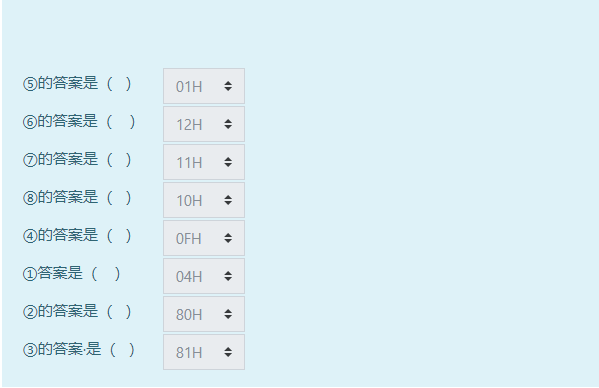 ⑤的答案是（ ） 01H
⑥的答案是（ ） 12H
⑦的答案是（ ） 11H
⑧的答案是（ ） 10H
④的答案是（ ） 0FH
①答案是（ ） 04H
②的答案是（ ） 80H
③的答案·是（ ） 81H